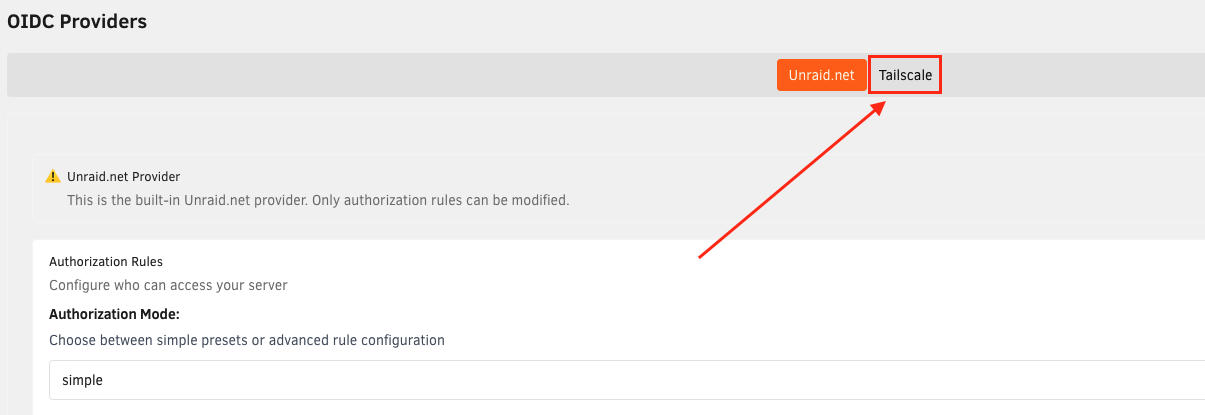 OIDC Providers
Unraid.net Tailscale
Unraid.net Provider
This is the built-in Unraid.net provider. Only authorization rules can be modified.
Authorization Rules
Configure who can access your server
Authorization Mode:
Choose between simple presets or advanced rule configuration
simple